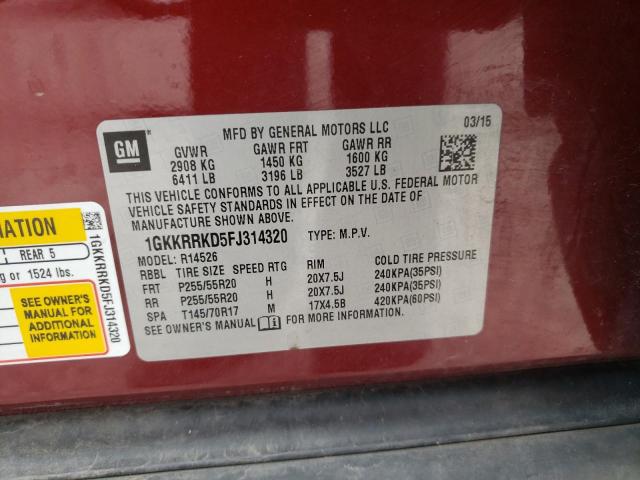 GM
MFD BY GENERAL MOTORS LLC
03/15
GVWR GAWR FRT GAWR RR
2908 KG 1450 KG 1600 KG
6411 LB 3196 LB 3527 LB
THIS VEHICLE CONFORMS TO ALL APPLICABLE U.S. FEDERAL MOTOR
VEHICLE SAFETY STANDARDS IN EFFECT ON THE DATE OF
MANUFACTURE SHOWN ABOVE.
1GKKRRKD5FJ314320 TYPE: M.P.V.
MODEL: R14526
RBBL TIRE SIZE SPEED RTG RIM COLD TIRE PRESSURE
FRT P255/55R20 H 20X7.5J 240KPA(35PSI)
RR P255/55R20 H 20X7.5J 240KPA(35PSI)
SPA T145/70R17 M 17X4.5B 420KPA(60PSI)
SEE OWNER'S MANUAL FOR MORE INFORMATION.
REAR 5
or 1524 lbs.
SEE OWNER'S
MANUAL FOR
ADDITIONAL
INFORMATION
1GKKRRKD5FJ314320